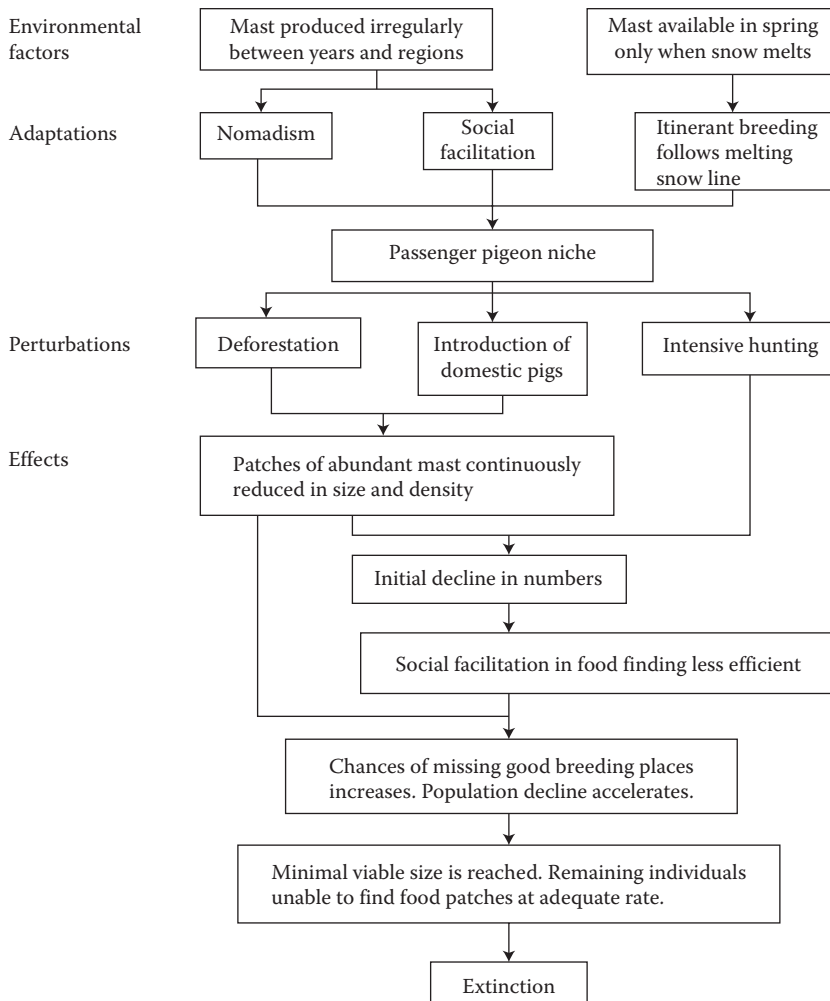 Environmental
factors
Mast produced irregularly
between years and regions
Mast available in spring
only when snow melts
Adaptations
Nomadism
Social
facilitation
Itinerant breeding
follows melting
snow line
Passenger pigeon niche
Perturbations
Deforestation
Introduction of
domestic pigs
Intensive hunting
Effects
Patches of abundant mast continuously
reduced in size and density
Initial decline in numbers
Social facilitation in food finding less efficient
Chances of missing good breeding places
increases. Population decline accelerates.
Minimal viable size is reached. Remaining individuals
unable to find food patches at adequate rate.
Extinction